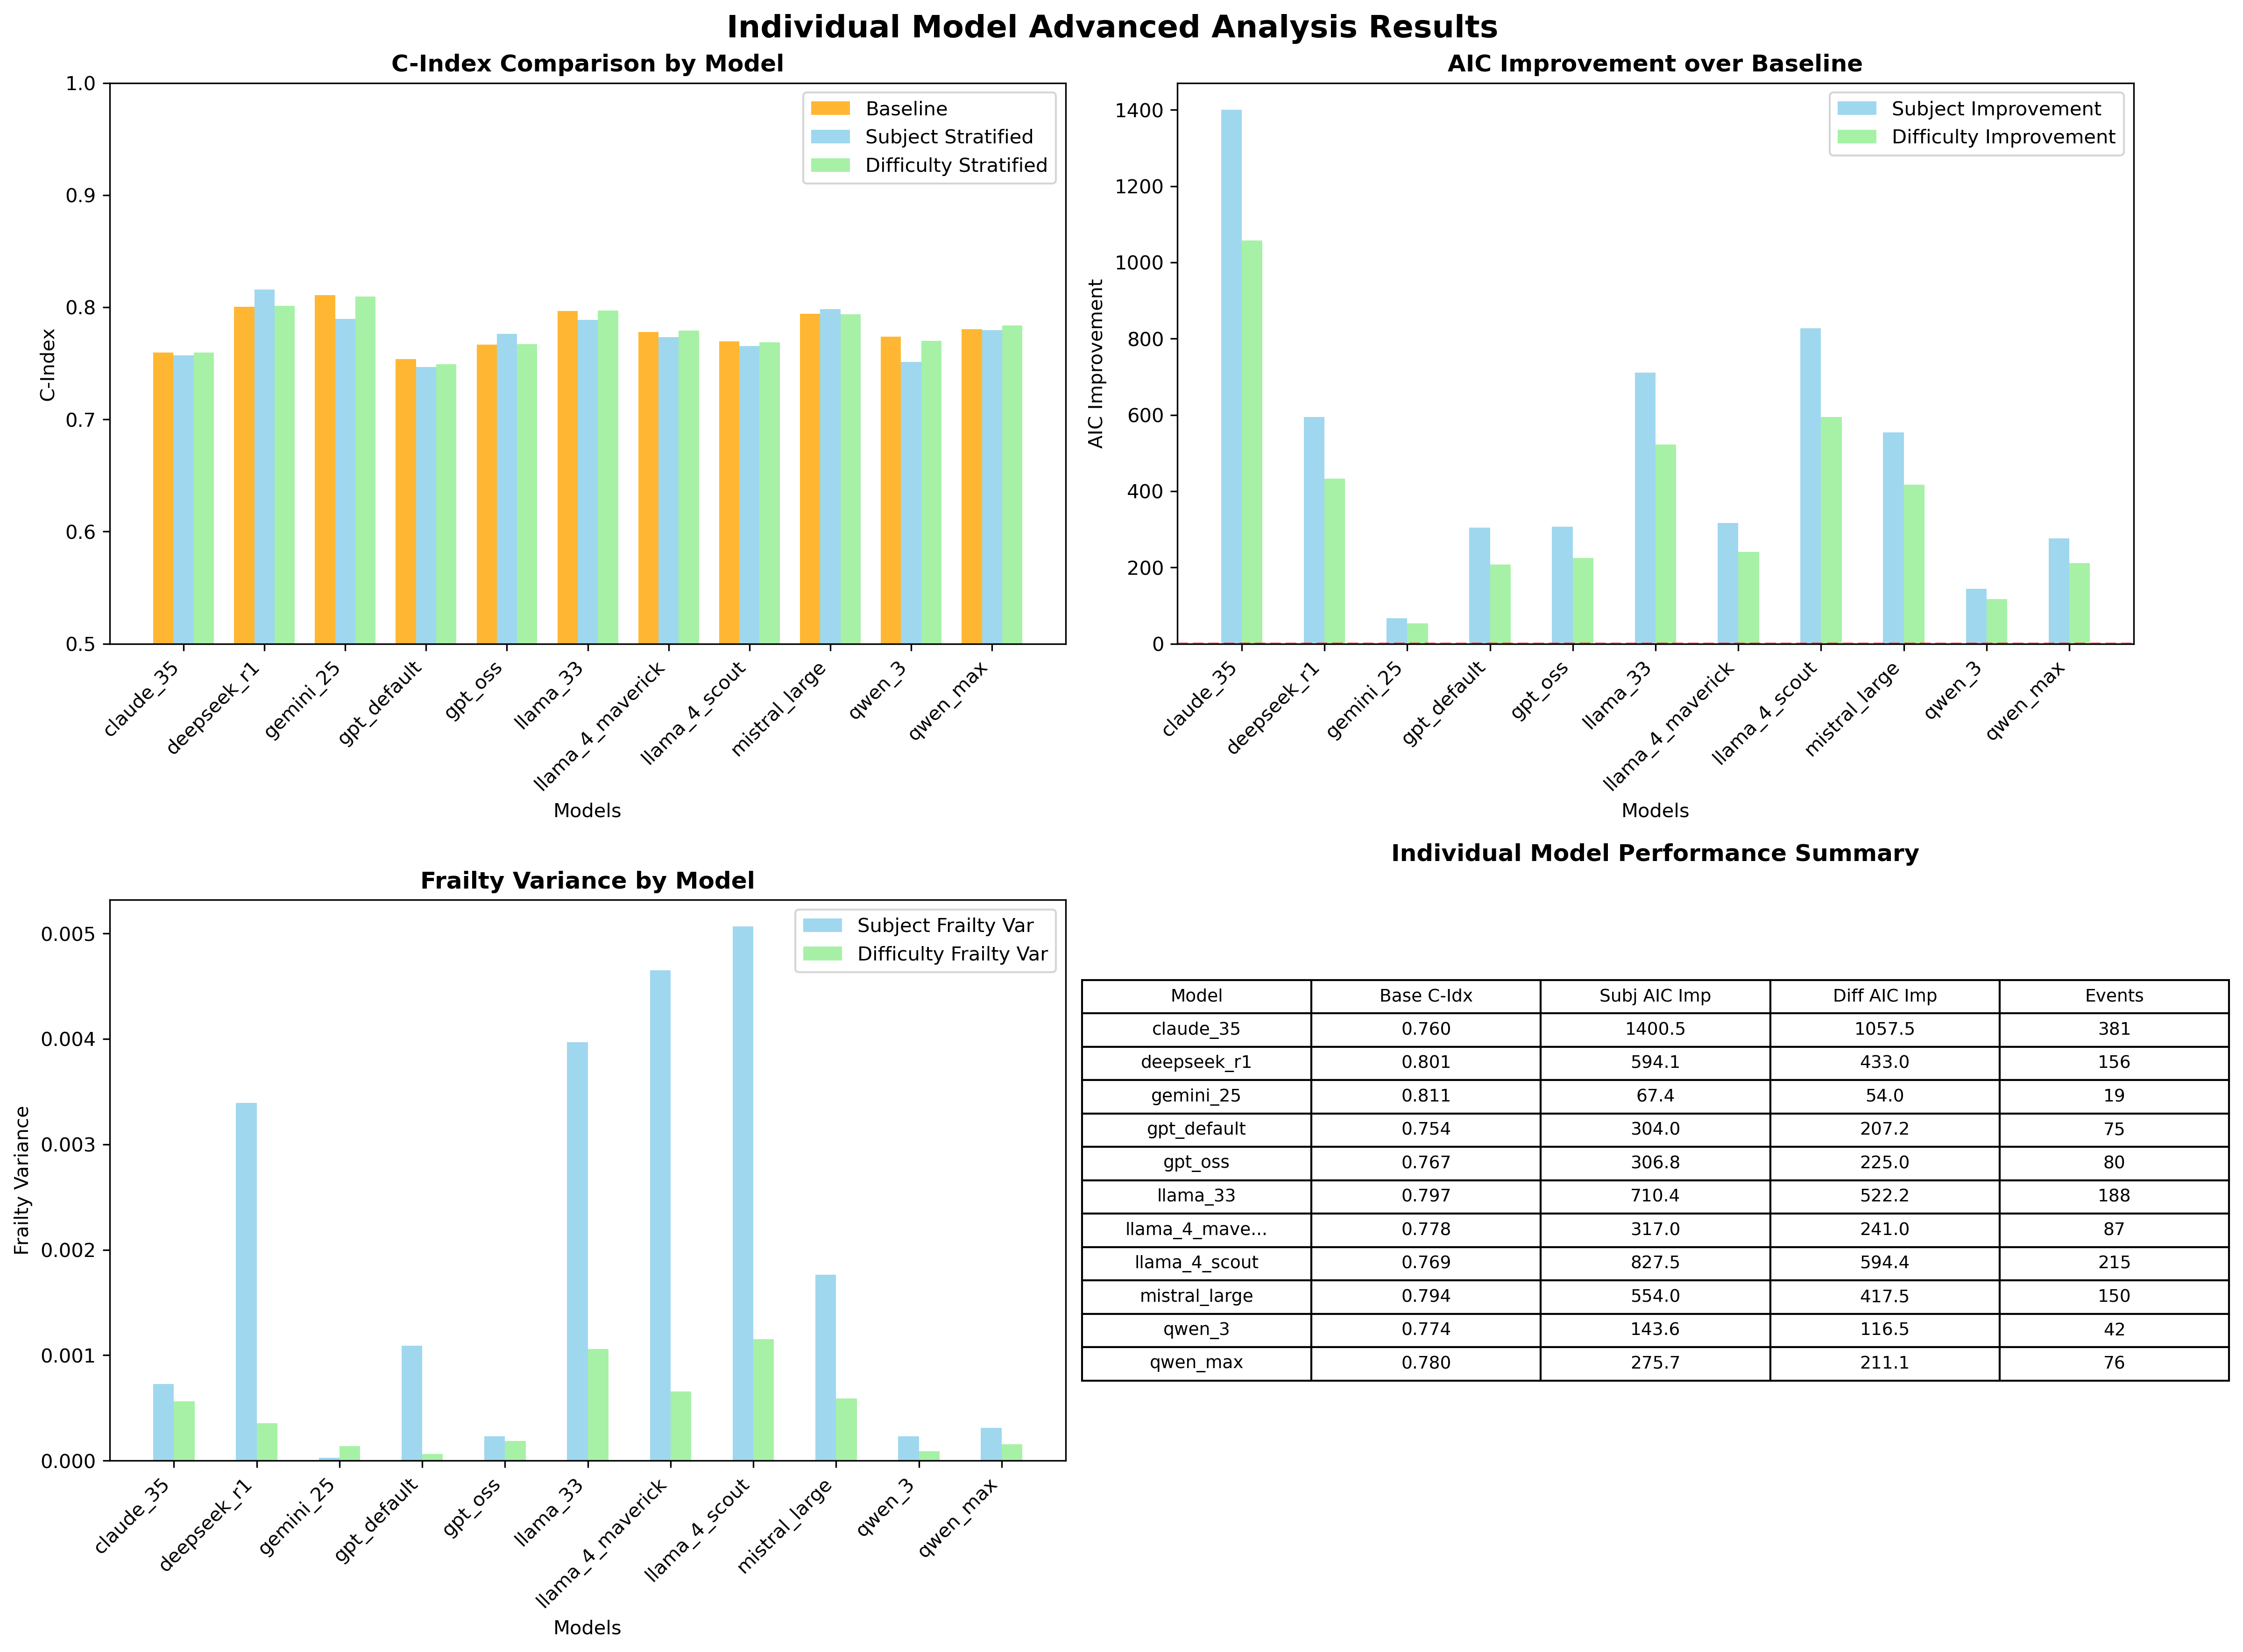 Individual Model Advanced Analysis Results
C-Index Comparison by Model
C-Index
1.0
0.9
0.8
0.7
0.6
0.5
Baseline
Subject Stratified
Difficulty Stratified
claude_35
deepseek_r1
gemini_25
gpt_default
gpt_oss
llama_33
llama_4_maverick
llama_4_scout
mistral_large
qwen_3
qwen_max
Models
AIC Improvement over Baseline
AIC Improvement
1400
1200
1000
800
600
400
200
0
Subject Improvement
Difficulty Improvement
claude_35
deepseek_r1
gemini_25
gpt_default
gpt_oss
llama_33
llama_4_maverick
llama_4_scout
mistral_large
qwen_3
qwen_max
Models
Frailty Variance by Model
Frailty Variance
0.005
0.004
0.003
0.002
0.001
0.000
Subject Frailty Var
Difficulty Frailty Var
claude_35
deepseek_r1
gemini_25
gpt_default
gpt_oss
llama_33
llama_4_maverick
llama_4_scout
mistral_large
qwen_3
qwen_max
Models
Individual Model Performance Summary
Model Base C-Idx Subj AIC Imp Diff AIC Imp Events
claude_35 0.760 1400.5 1057.5 381
deepseek_r1 0.801 594.1 433.0 156
gemini_25 0.811 67.4 54.0 19
gpt_default 0.754 304.0 207.2 75
gpt_oss 0.767 306.8 225.0 80
llama_33 0.797 710.4 522.2 188
llama_4_mave... 0.778 317.0 241.0 87
llama_4_scout 0.769 827.5 594.4 215
mistral_large 0.794 554.0 417.5 150
qwen_3 0.774 143.6 116.5 42
qwen_max 0.780 275.7 211.1 76